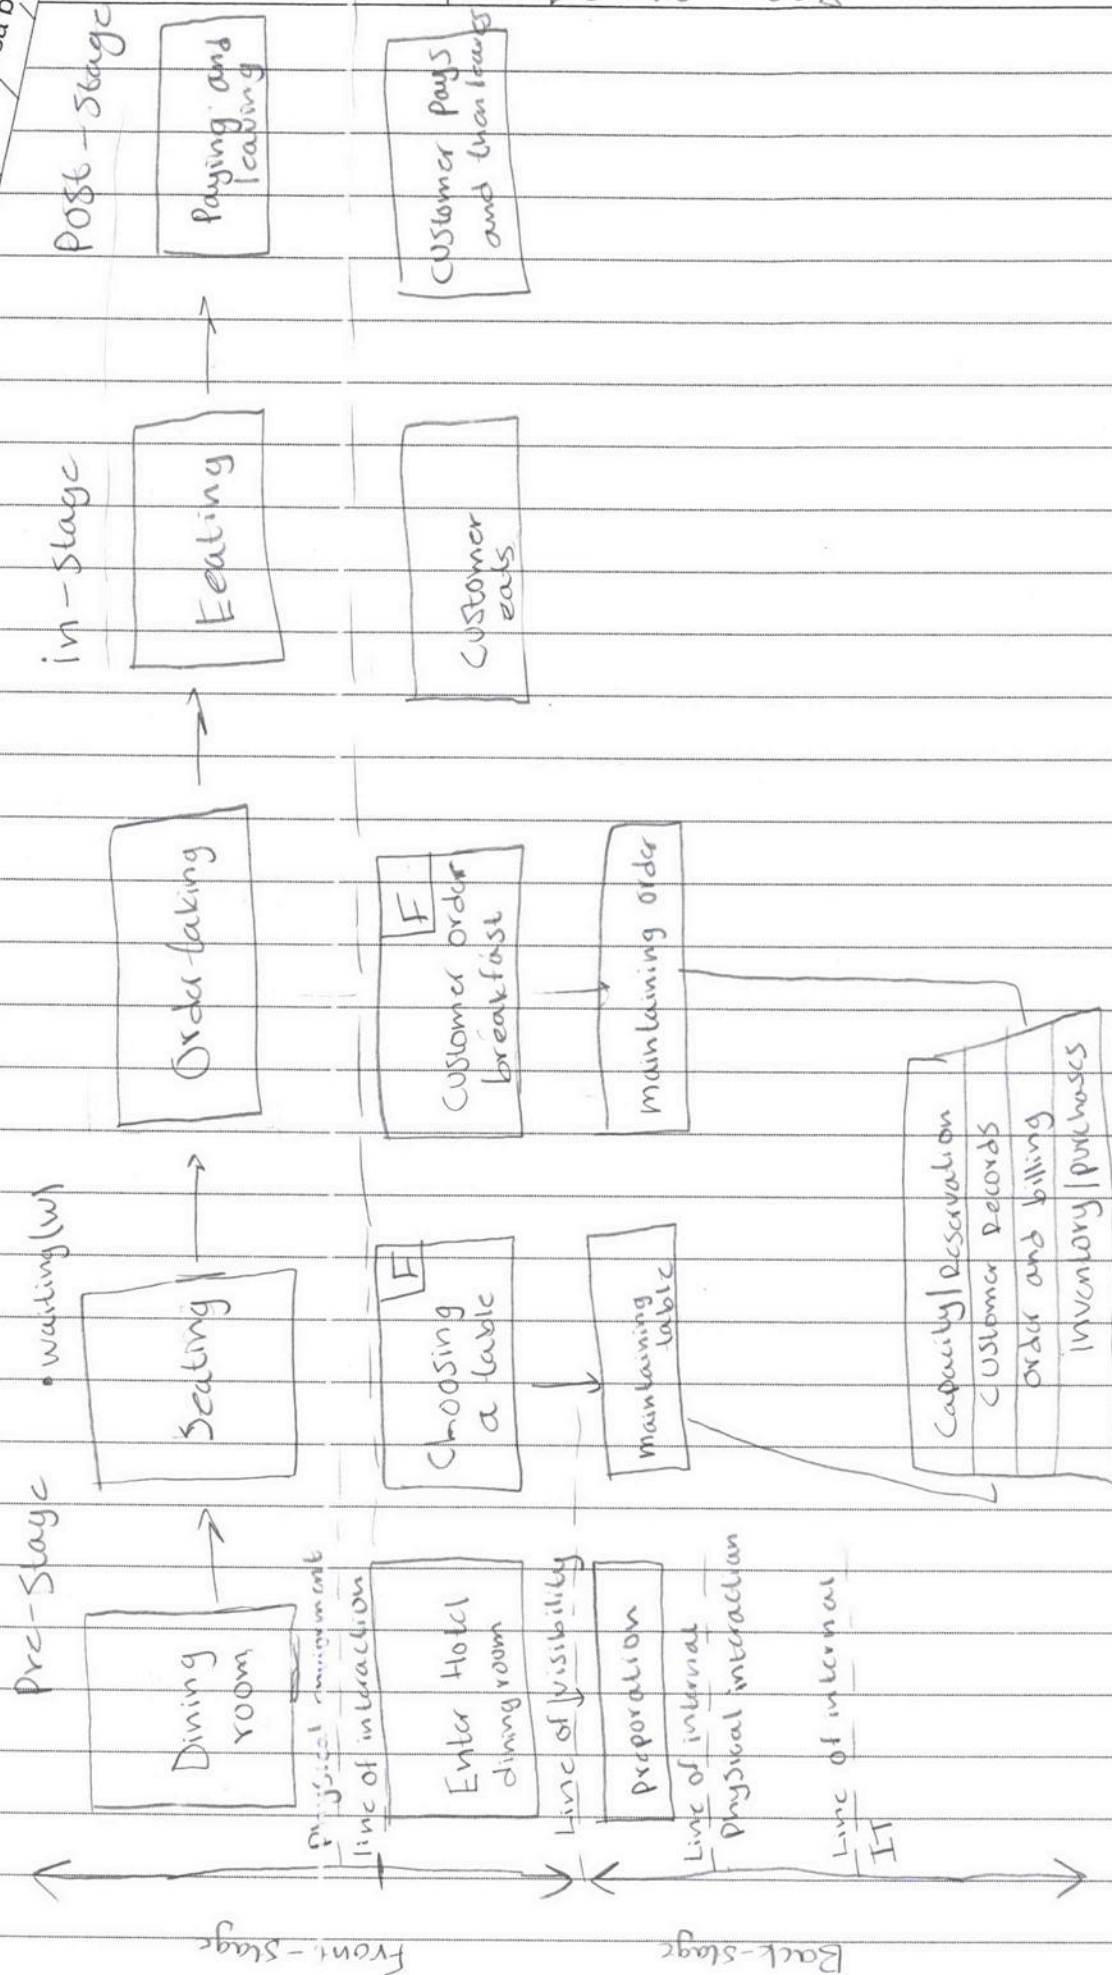 Pre-Stage
• waiting (w)
in-stage
Post-Stage
Dining
room
Seating
Order-taking
Eeating
Paying and
leaving
Physical
line of interaction
Enter Hotel
dining room
Choosing
a table
F
Customer order
breakfast
F
Customer
eats
Customer Pays
and then leaves
Line of visibility
preparation
maintaining
table
maintaining order
Line of internal
Physical interaction
Line of internal
IT
Capacity/Reservation
Customer Records
Order and billing
Inventory/purchases
Front-Stage
Back-stage